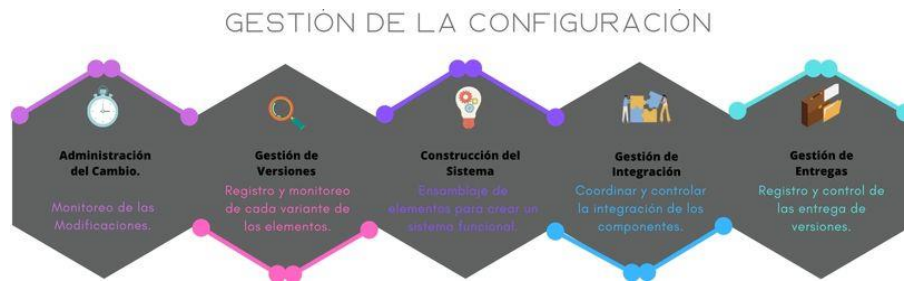 GESTIÓN DE LA CONFIGURACIÓN
Administración
del Cambio.
Monitoreo de las
Modificaciones.
Gestión de
Versiones
Registro y monitoreo
de cada variante de
los elementos.
Construcción del
Sistema
Ensamblaje de
elementos para crear un
sistema funcional.
Gestión de
Integración
Coordinar y controlar
la integración de los
componentes.
Gestión de
Entregas
Registro y control de
las entrega de
versiones.